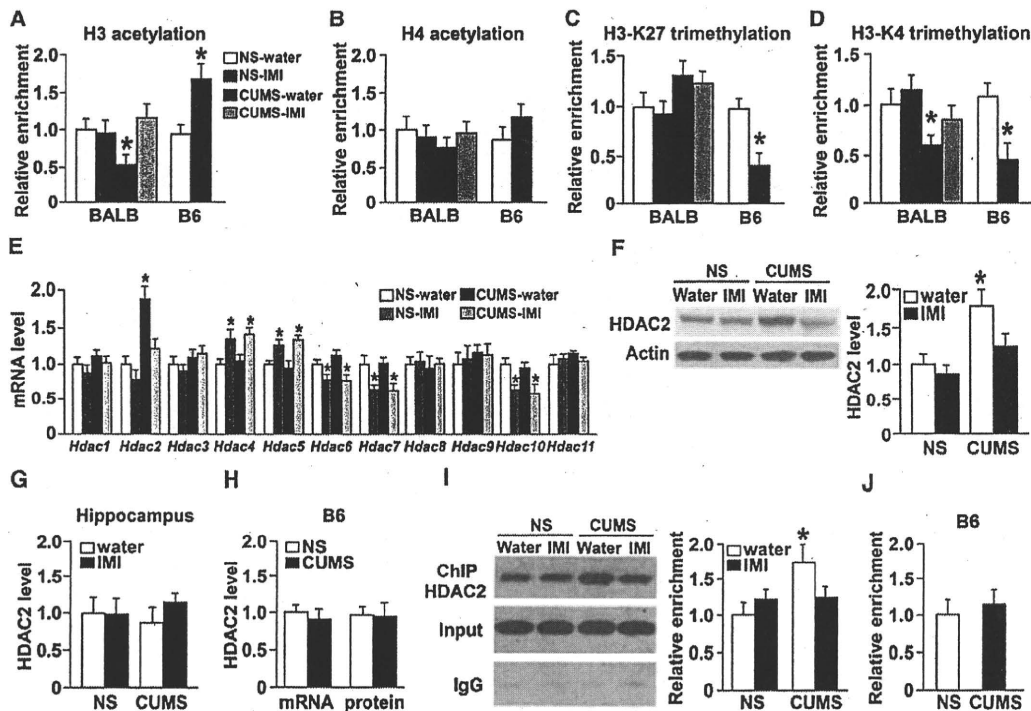 A
H3 acetylation
Relative enrichment
2.0
1.5
1.0
0.5
NS-water
NS-IMI
CUMS-water
CUMS-IMI
*
*
BALB B6
B
H4 acetylation
Relative enrichment
2.0
1.5
1.0
0.5
BALB B6
C
H3-K27 trimethylation
Relative enrichment
2.0
1.5
1.0
0.5
*
BALB B6
D
H3-K4 trimethylation
Relative enrichment
2.0
1.5
1.0
0.5
*
*
BALB B6
E
mRNA level
2.0
1.5
1.0
0.5
0
NS-water CUMS-water
NS-IMI CUMS-IMI
* * * * * * * * * * *
Hdac1 Hdac2 Hdac3 Hdac4 Hdac5 Hdac6 Hdac7 Hdac8 Hdac9 Hdac10 Hdac11
F
NS CUMS
Water IMI Water IMI
HDAC2
Actin
HDAC2 level
2.0
1.5
1.0
0.5
0
water
IMI
*
NS CUMS
G
Hippocampus
HDAC2 level
2.0
1.5
1.0
0.5
0
water
IMI
NS CUMS
H
B6
HDAC2 level
2.0
1.5
1.0
0.5
0
NS
CUMS
mRNA protein
I
NS CUMS
Water IMI Water IMI
ChIP
HDAC2
Input
IgG
Relative enrichment
2.0
1.5
1.0
0.5
0
water
IMI
*
NS CUMS
J
B6
Relative enrichment
2.0
1.5
1.0
0.5
0
NS CUMS